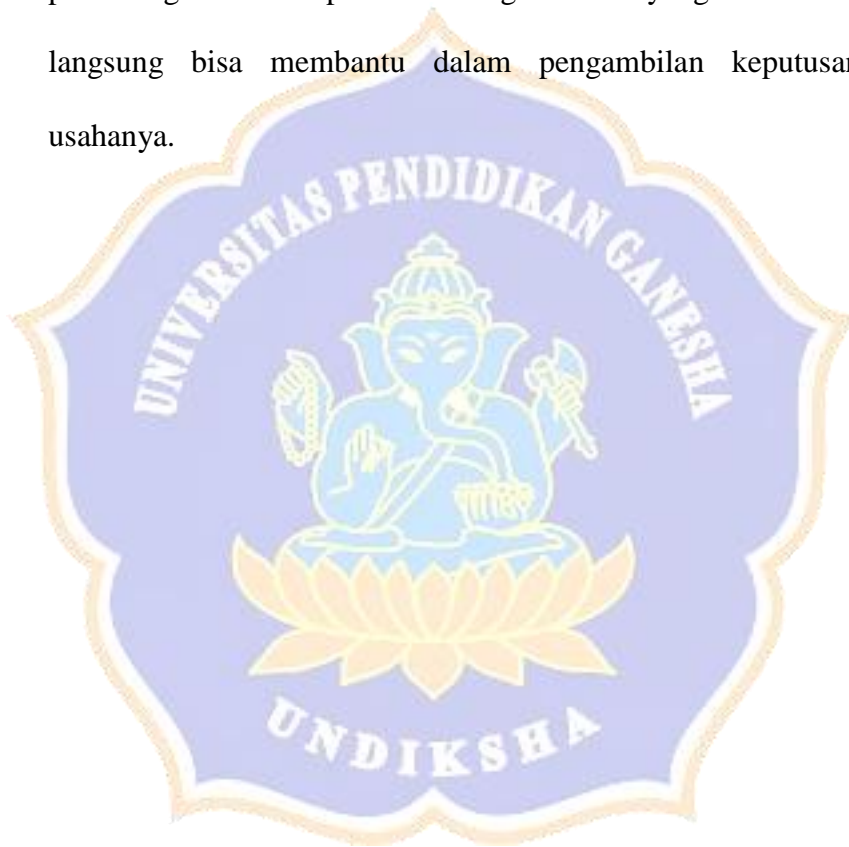 langsung bisa membantu dalam pengambilan keputusan
usahanya.
UNIVERSITAS PENDIDIKAN GANESHA
UNDIKSHA